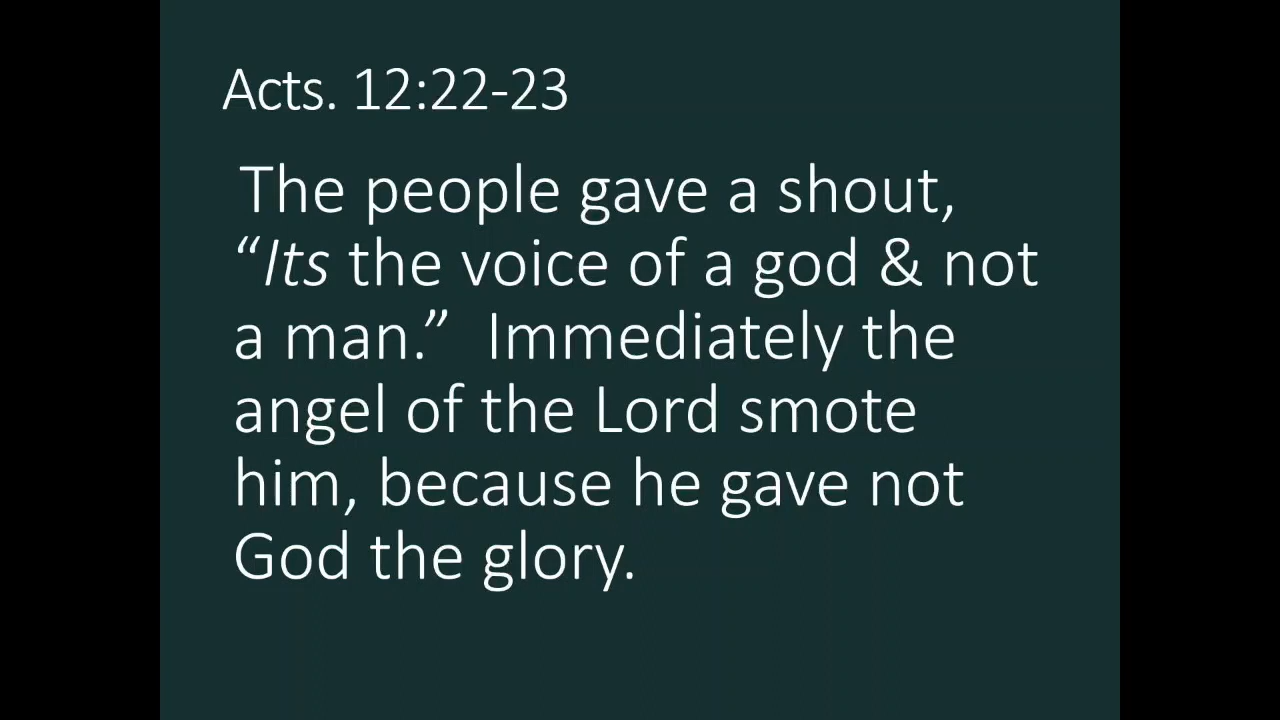 Acts. 12:22-23
The people gave a shout,
“Its the voice of a god & not
a man.”  Immediately the
angel of the Lord smote
him, because he gave not
God the glory.